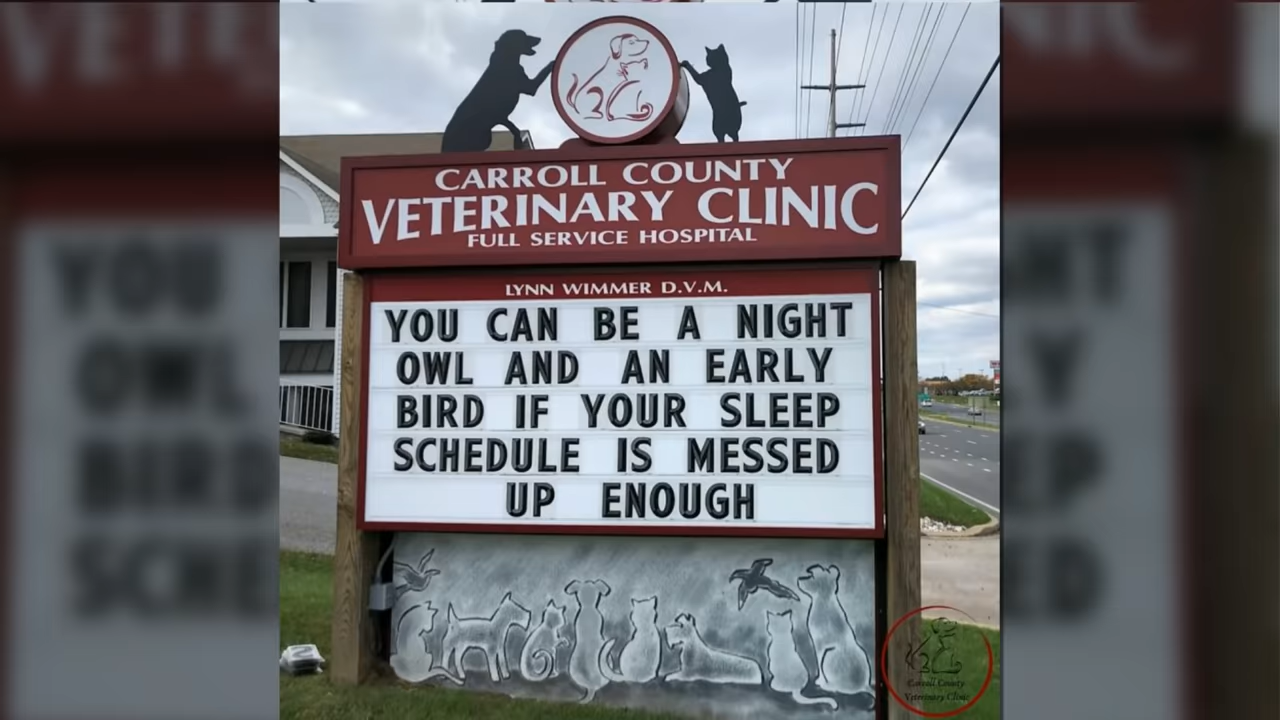 CARROLL COUNTY
VETERINARY CLINIC
FULL SERVICE HOSPITAL
LYNN WIMMER D.V.M.
YOU CAN BE A NIGHT
OWL AND AN EARLY
BIRD IF YOUR SLEEP
SCHEDULE IS MESSED
UP ENOUGH
Carroll County
Veterinary Clinic